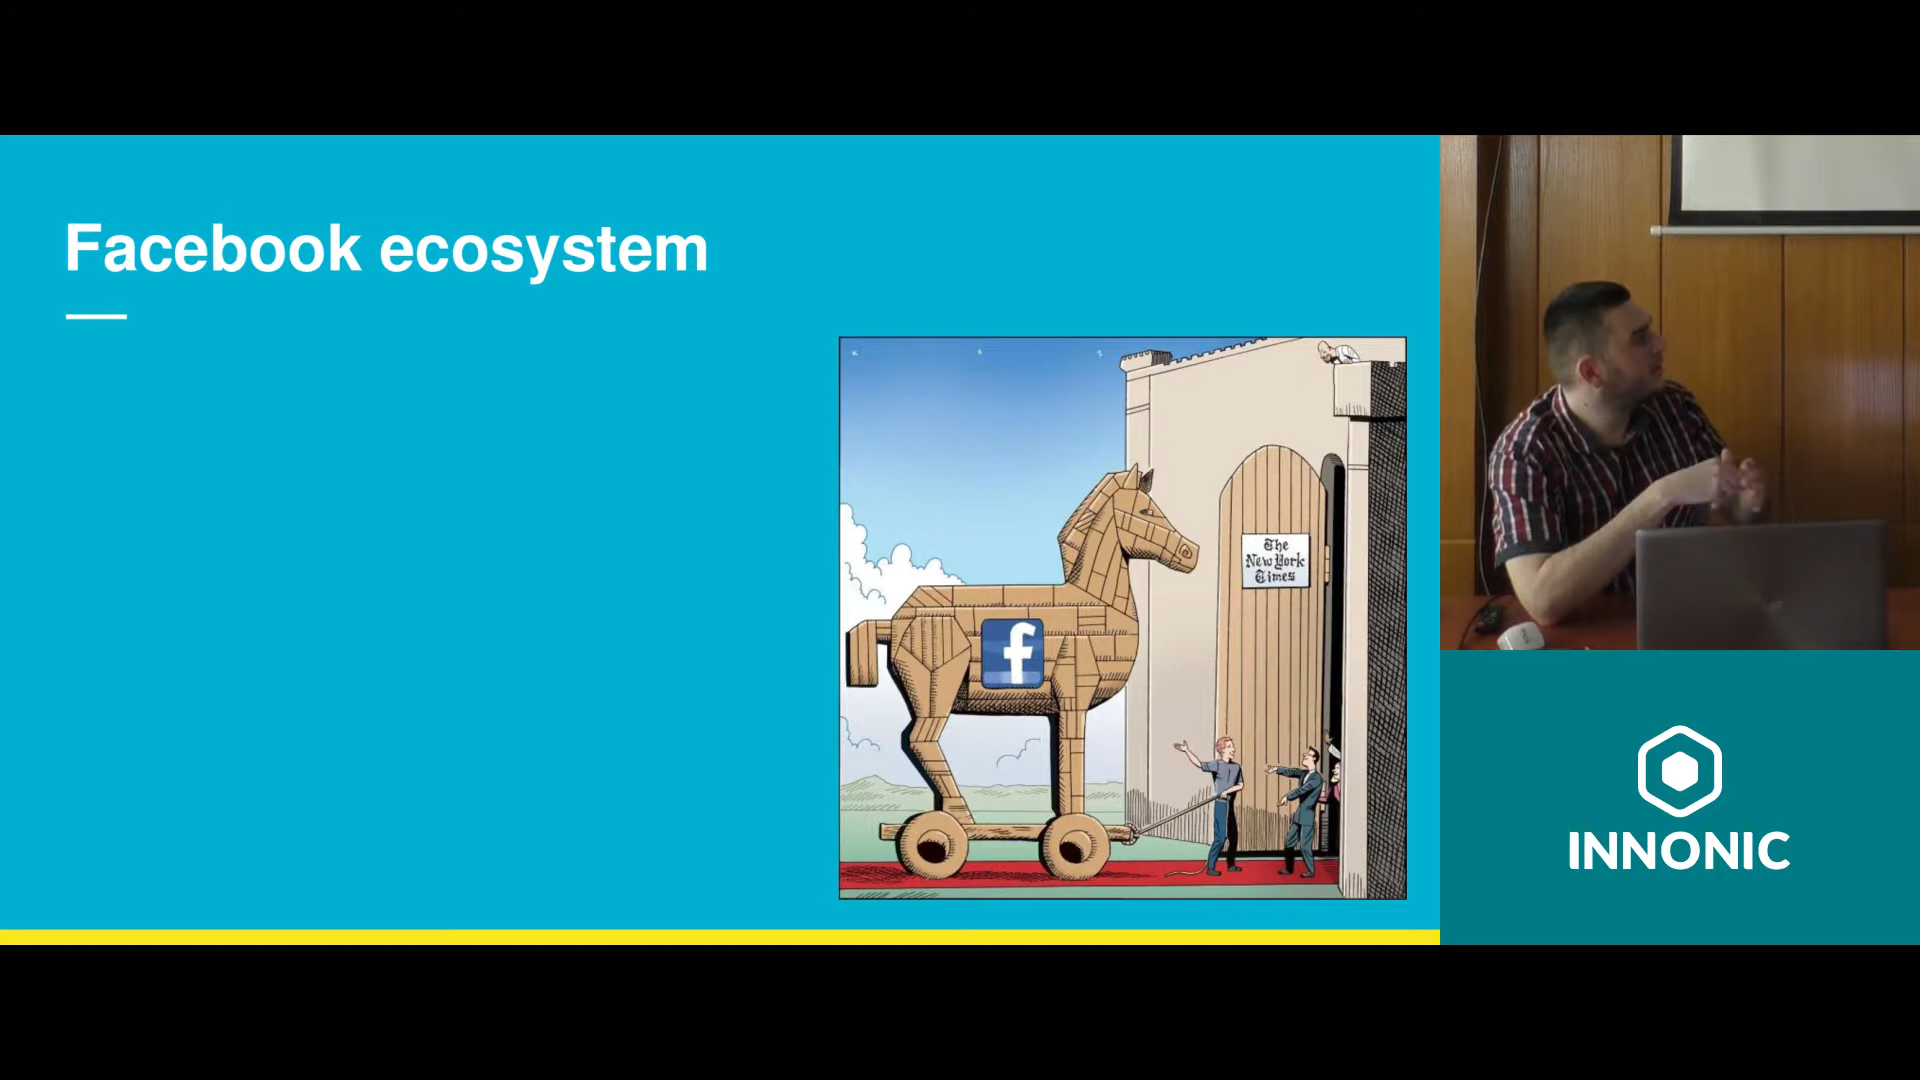 Facebook ecosystem
The
New York
Times
f
INNONIC